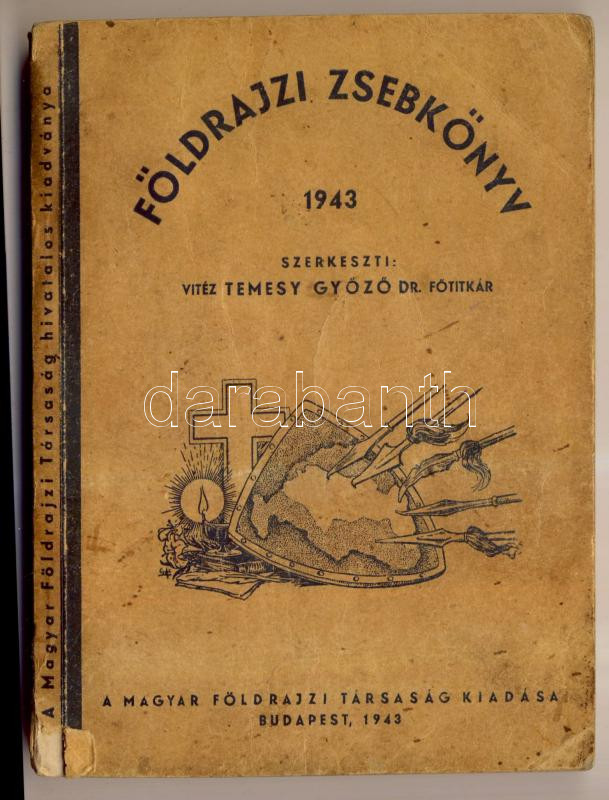 FÖLDRAJZI ZSEBKÖNYV
1943
SZERKESZTI:
VITÉZ TEMESY GYŐZŐ DR. FŐTITKÁR
darabanth
A MAGYAR FÖLDRAJZI TÁRSASÁG KIADÁSA
BUDAPEST, 1943
A Magyar Földrajzi Társaság hivatalos kiadványa